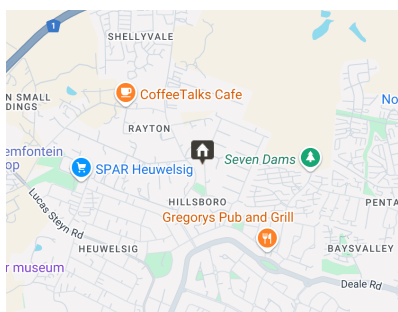 1
SHELLYVALE
CoffeeTalks Cafe
N SMALL
DINGS
No
RAYTON
emfontein
op
SPAR Heuwelsig
Seven Dams
Lucas Steyn Rd
HILLSBORO
PENTA
Gregorys Pub and Grill
HEUWELSIG
BAYSVALLEY
r museum
Deale Rd